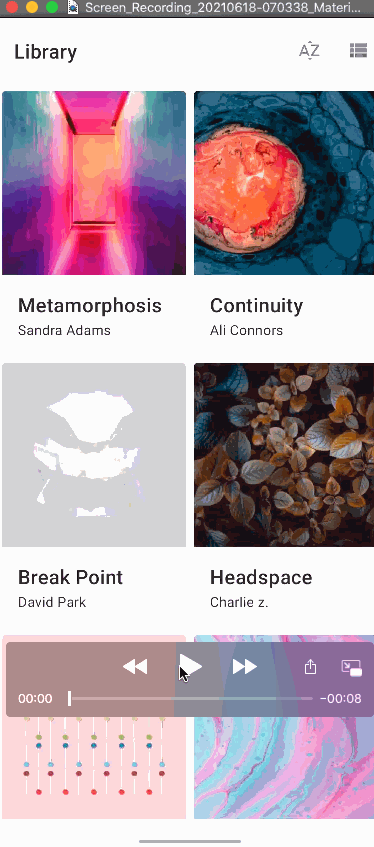 Screen_Recording_20210618-070338_Materi...
Library
AZ
Metamorphosis
Sandra Adams
Continuity
Ali Connors
Break Point
David Park
Headspace
Charlie z.
00:00
−00:08